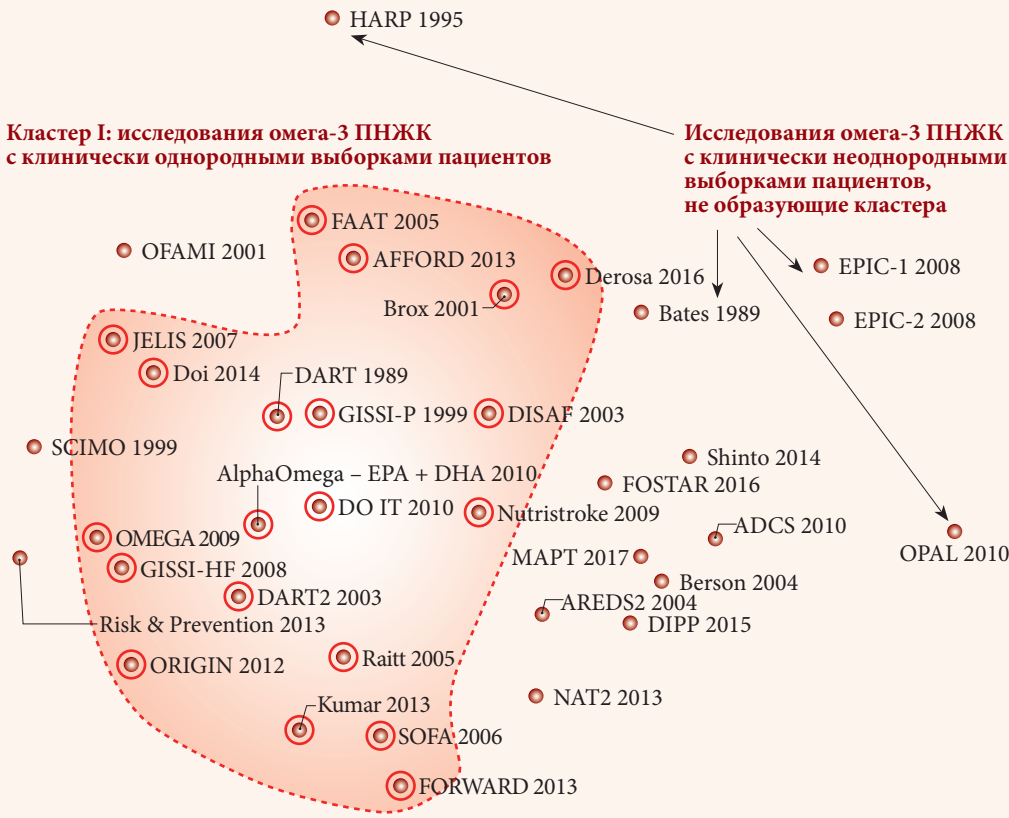 HARP 1995
Кластер I: исследования омега-3 ПНЖК
с клинически однородными выборками пациентов
Исследования омега-3 ПНЖК
с клинически неоднородными
выборками пациентов,
не образующие кластера
FAAT 2005
OFAMI 2001
AFFORD 2013
EPIC-1 2008
Derosa 2016
Brox 2001
Bates 1989
EPIC-2 2008
JELIS 2007
Doi 2014
DART 1989
GISSI-P 1999
DISAF 2003
SCIMO 1999
Shinto 2014
AlphaOmega – EPA + DHA 2010
FOSTAR 2016
DO IT 2010
Nutristroke 2009
ADCS 2010
OMEGA 2009
OPAL 2010
MAPT 2017
GISSI-HF 2008
Berson 2004
DART2 2003
AREDS2 2004
Risk & Prevention 2013
DIPP 2015
ORIGIN 2012
Raitt 2005
NAT2 2013
Kumar 2013
SOFA 2006
FORWARD 2013